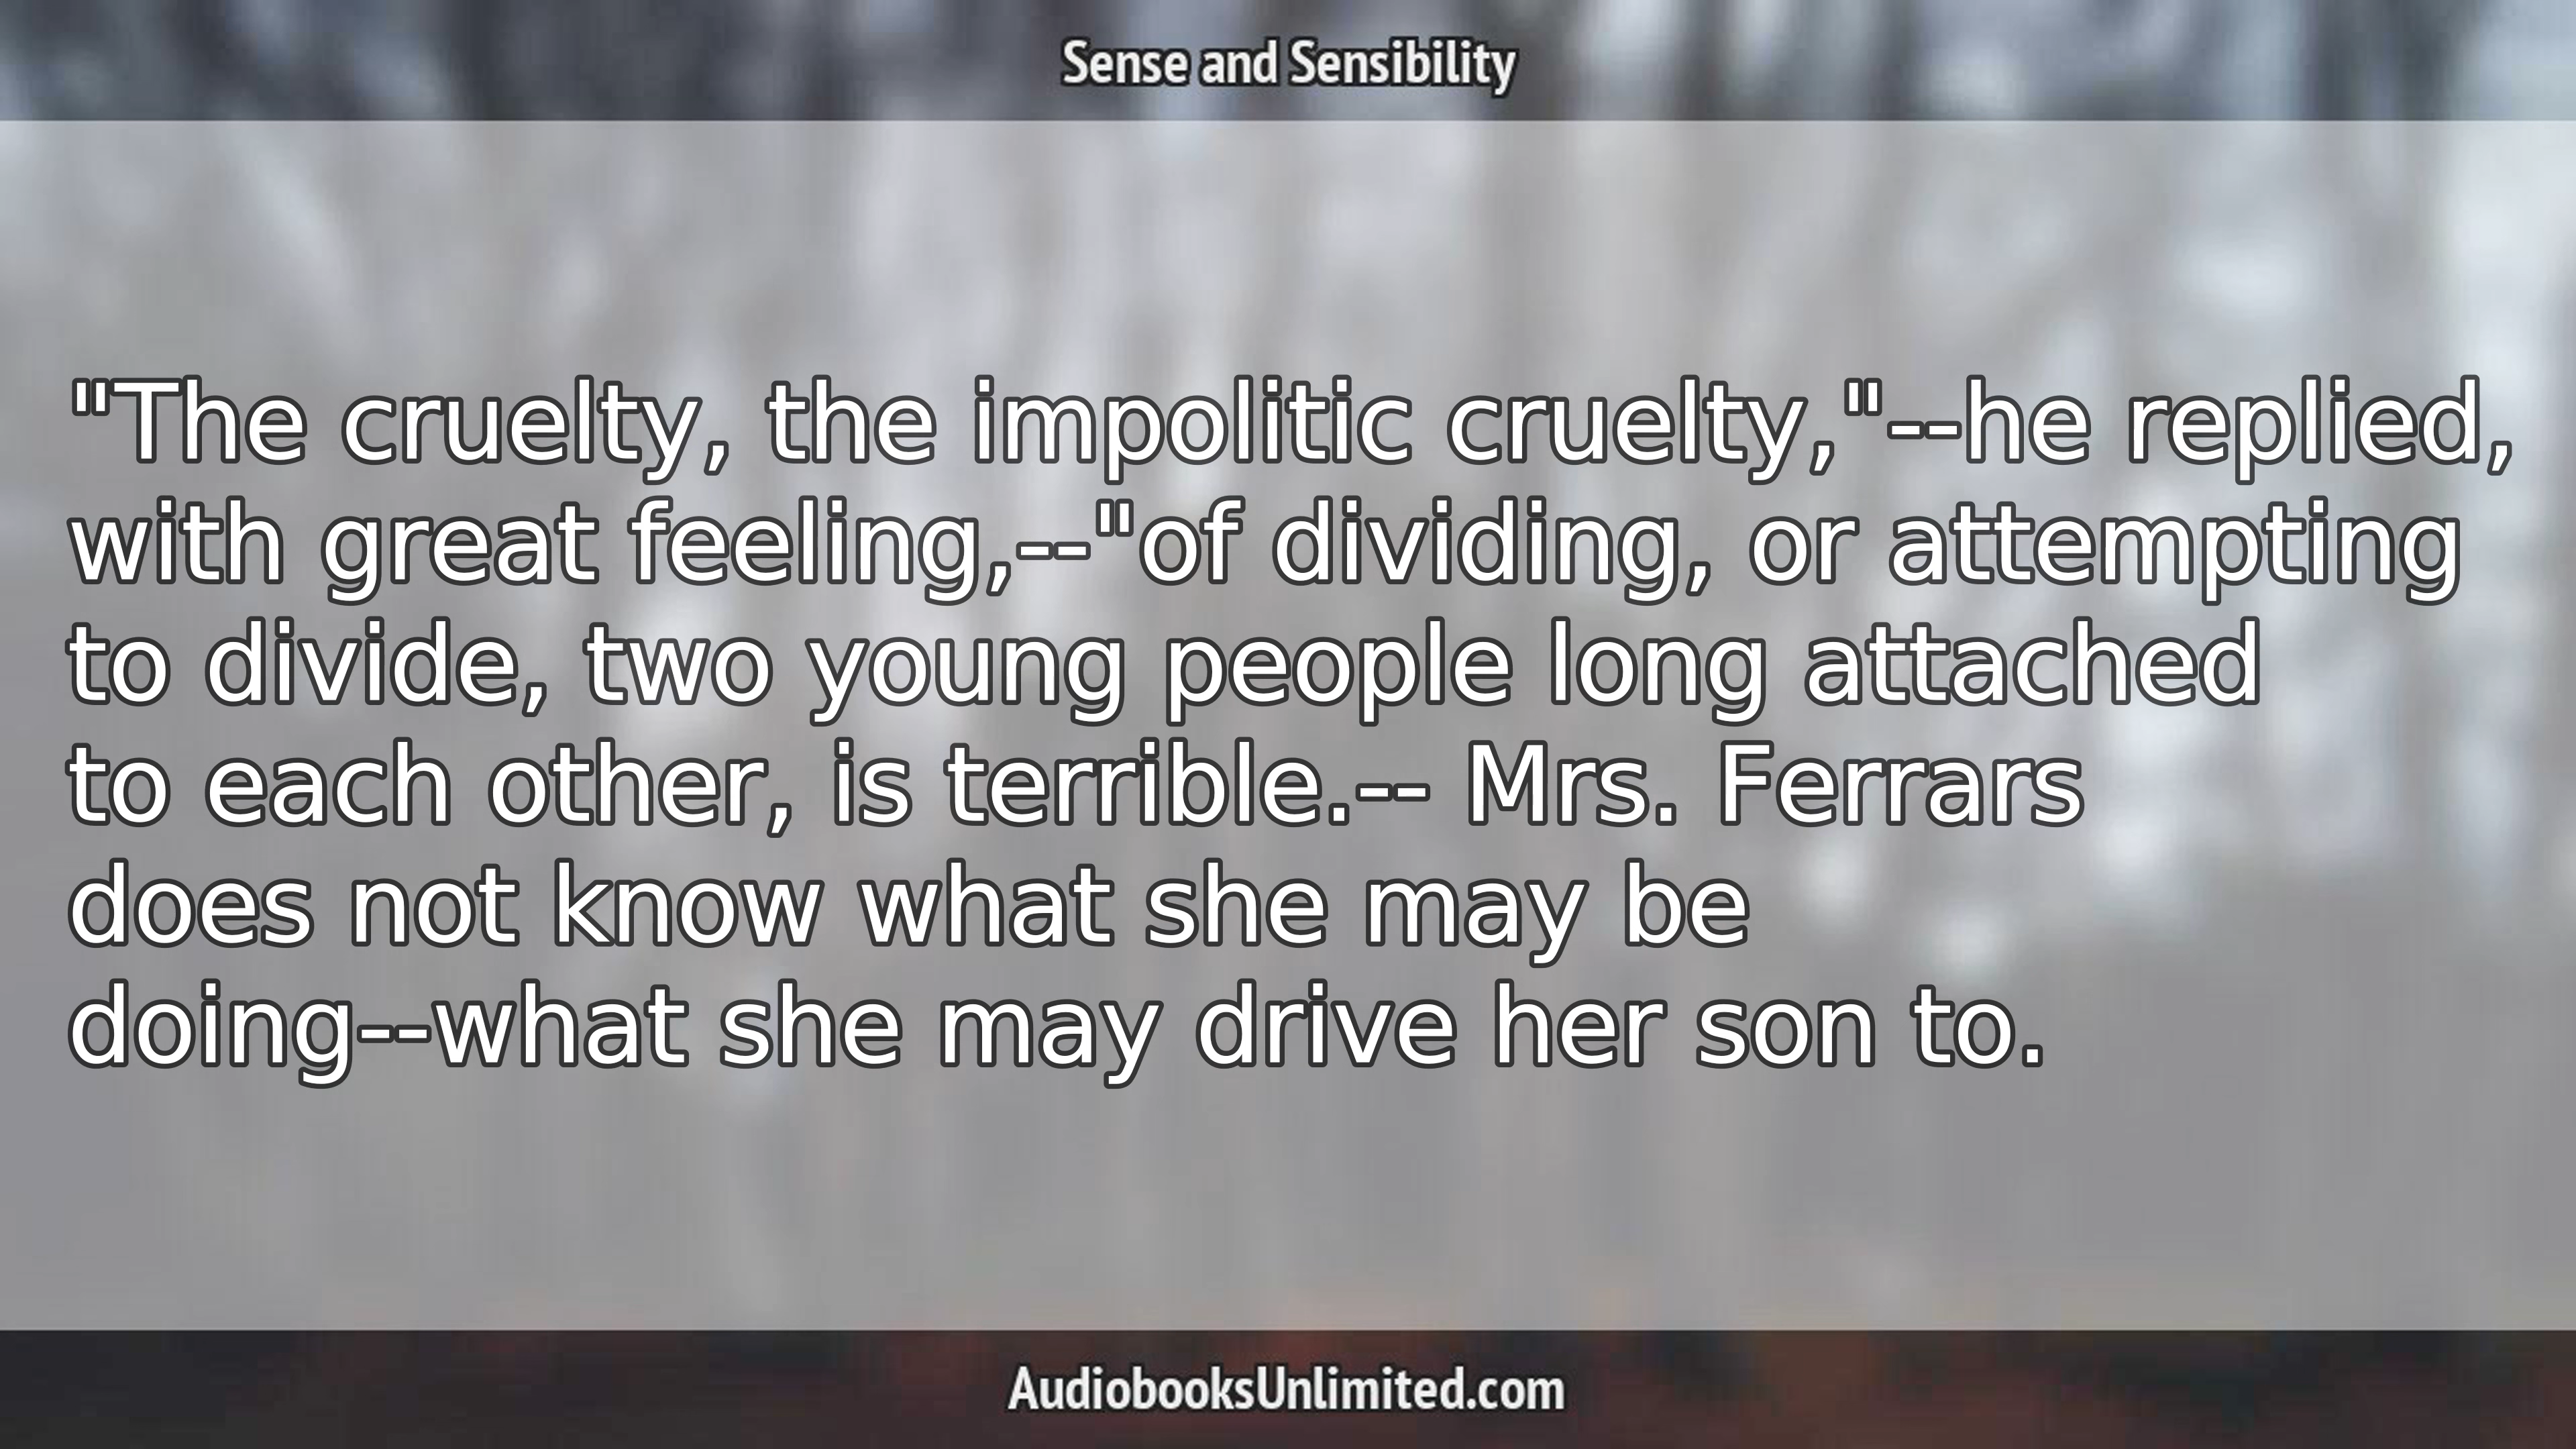 Sense and Sensibility
"The cruelty, the impolitic cruelty,"--he replied,
with great feeling,--"of dividing, or attempting
to divide, two young people long attached
to each other, is terrible.-- Mrs. Ferrars
does not know what she may be
doing--what she may drive her son to.
AudiobooksUnlimited.com